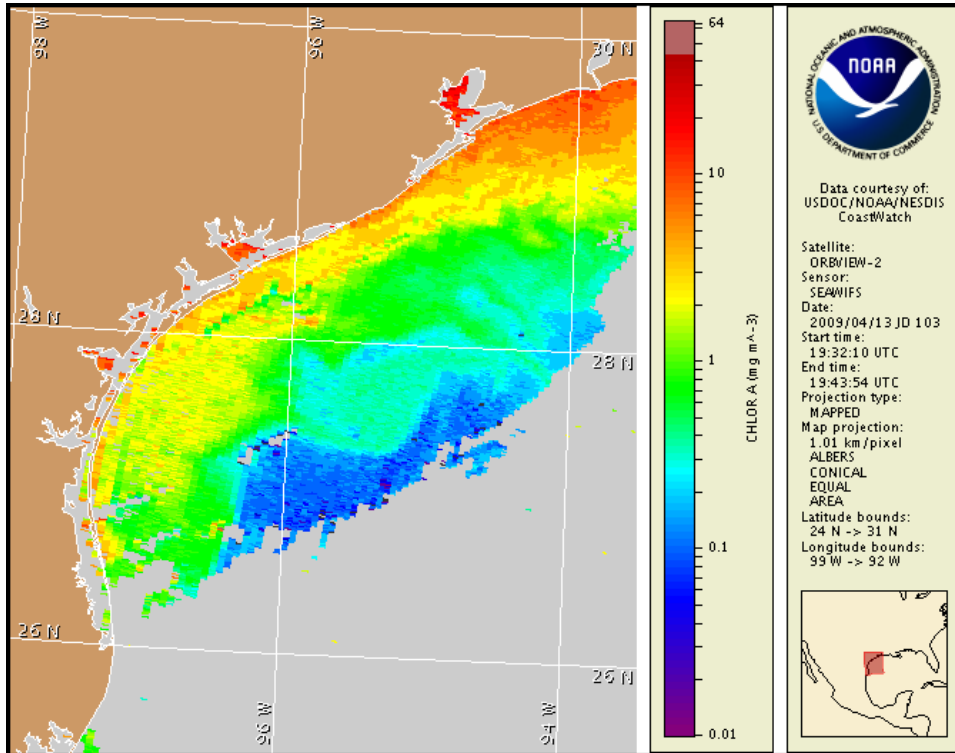 98 W
96 W
30 N
28 N
28 N
26 N
26 N
96 W
94 W
64
10
1
0.1
0.01
CHLOR A (mg m^-3)
NATIONAL OCEANIC AND ATMOSPHERIC ADMINISTRATION
NOAA
U.S. DEPARTMENT OF COMMERCE
Data courtesy of:
USDOC/NOAA/NESDIS
CoastWatch
Satellite:
ORBVIEW-2
Sensor:
SEAWIFS
Date:
2009/04/13 JD 103
Start time:
19:32:10 UTC
End time:
19:43:54 UTC
Projection type:
MAPPED
Map projection:
1.01 km/pixel
ALBERS
CONICAL
EQUAL
AREA
Latitude bounds:
24 N -> 31 N
Longitude bounds:
99 W -> 92 W